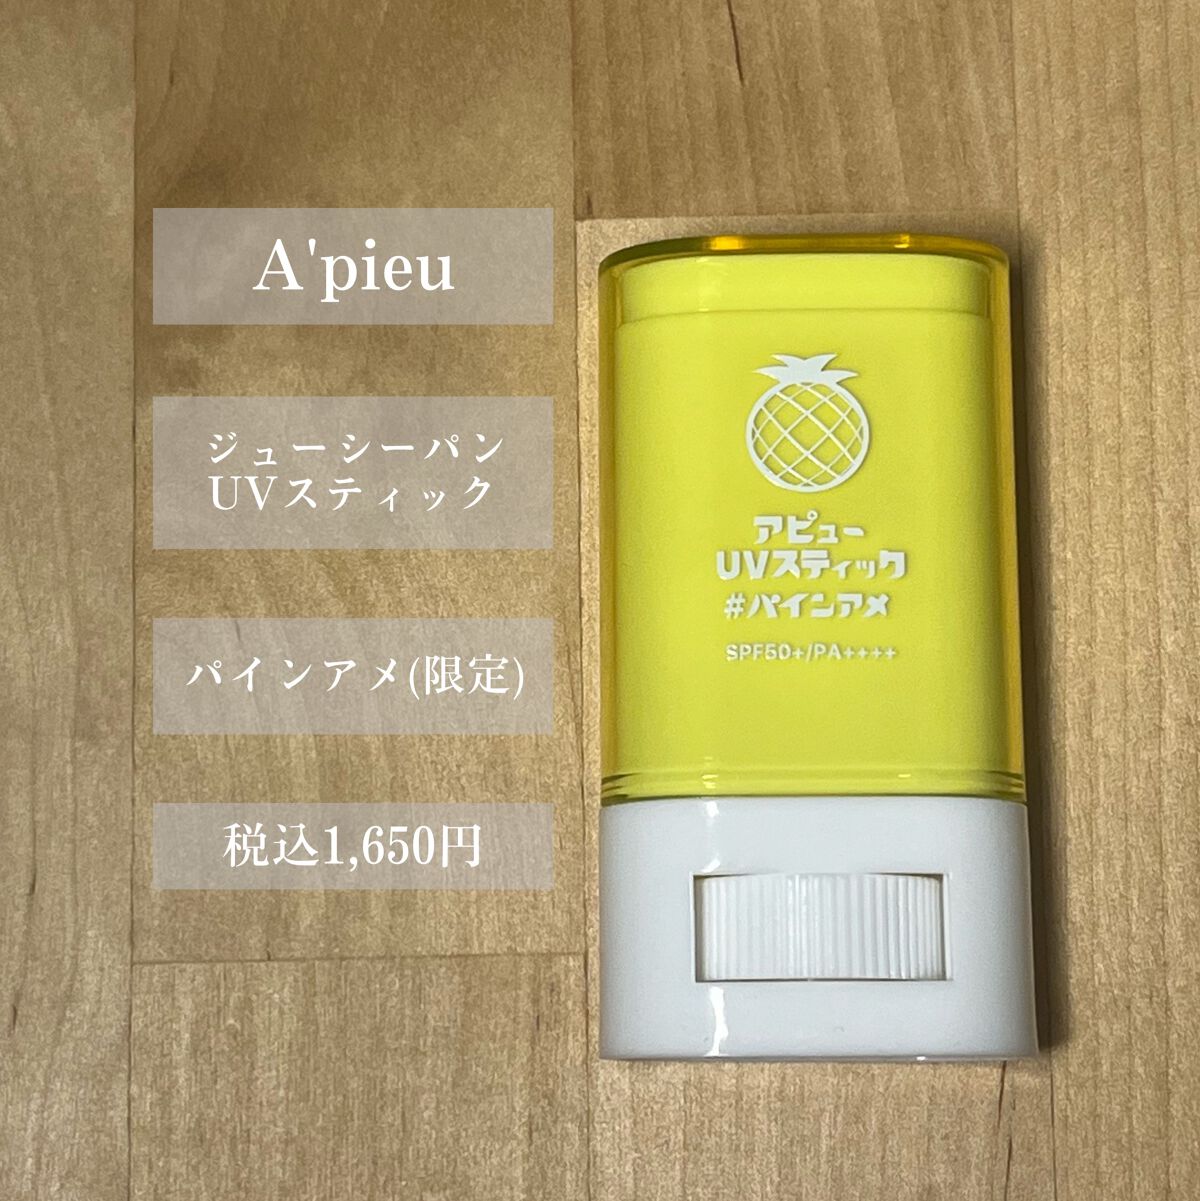 A'pieu
ジューシーパン
UVスティック
パインアメ(限定)
税込1,650円
アピュー
UVスティック
#パインアメ
SPF50+/PA++++